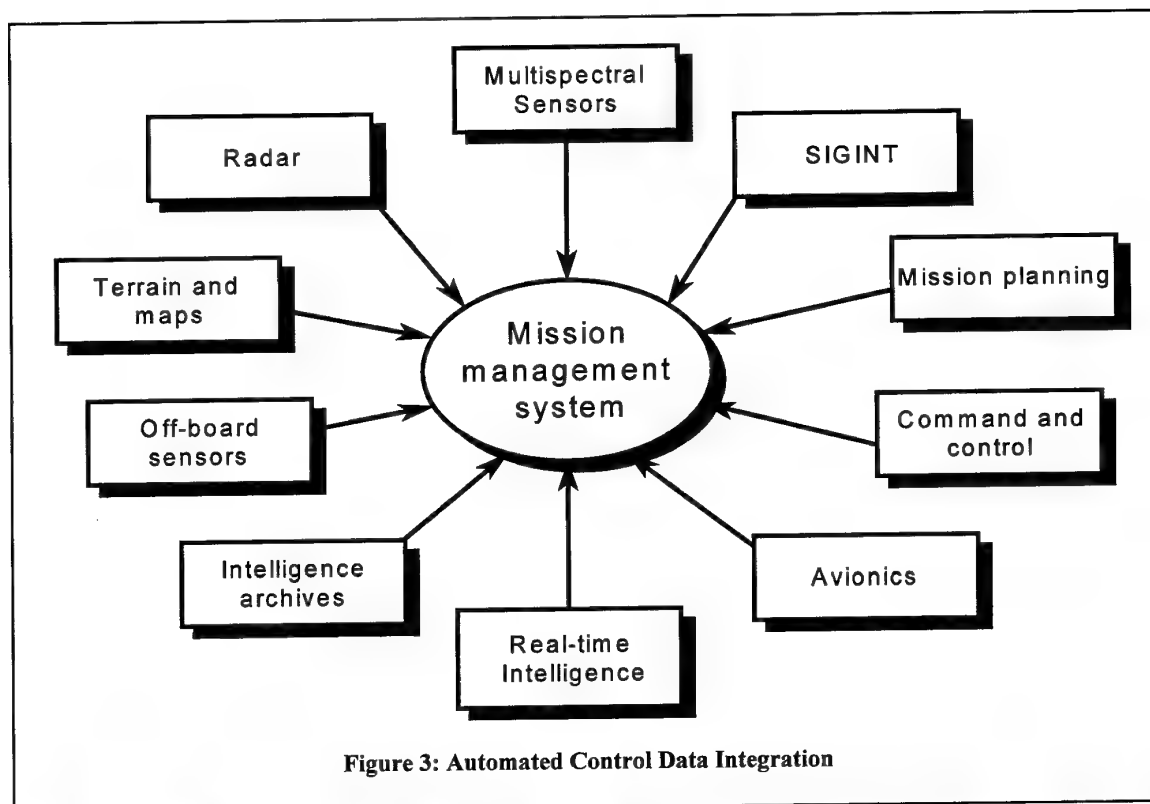 Multispectral
Sensors
Radar
SIGINT
Terrain and
maps
Mission planning
Mission
management
system
Off-board
sensors
Command and
control
Intelligence
archives
Avionics
Real-time
Intelligence
Figure 3: Automated Control Data Integration